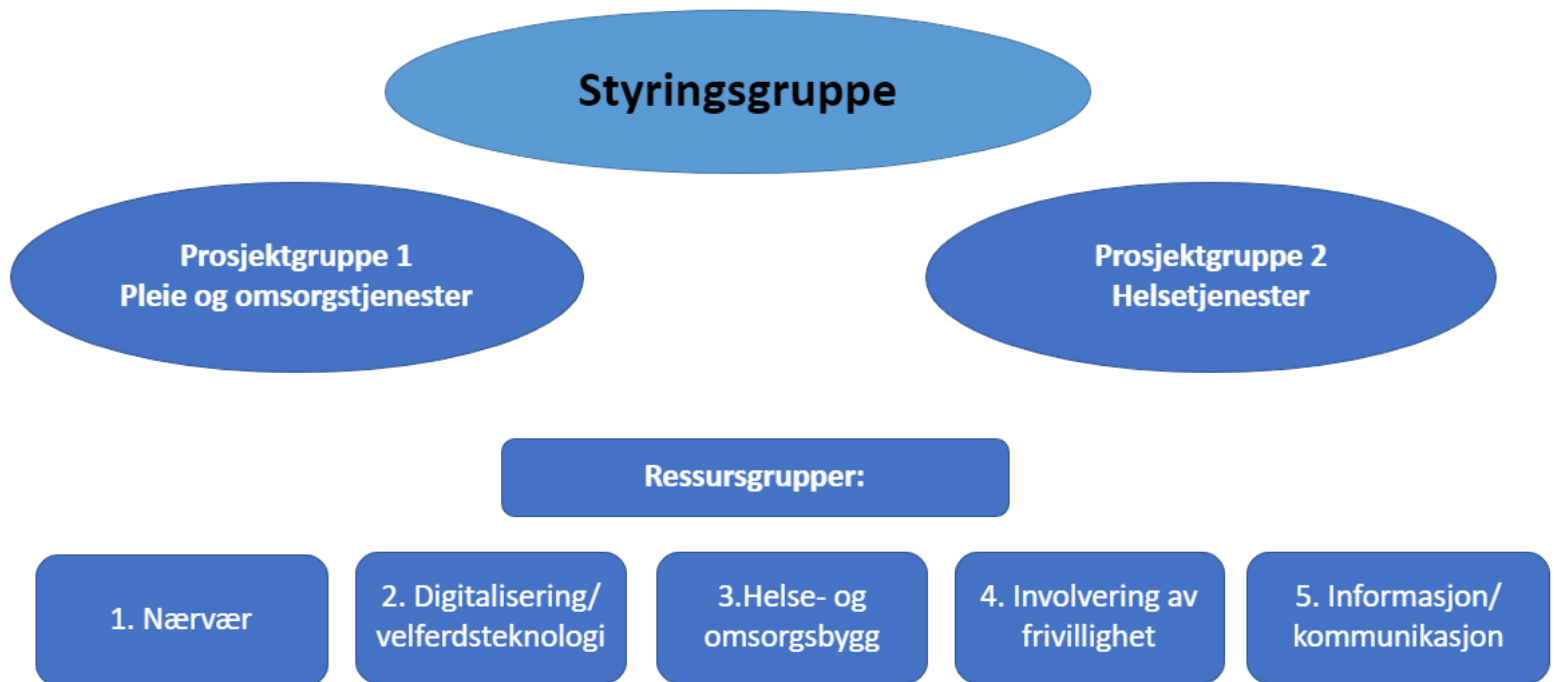 Styringsgruppe
Prosjektgruppe 1
Pleie og omsorgstjenester
Prosjektgruppe 2
Helsetjenester
Ressursgrupper:
1. Nærvær
2. Digitalisering/
velferdsteknologi
3.Helse- og
omsorgsbygg
4. Involvering av
frivillighet
5. Informasjon/
kommunikasjon